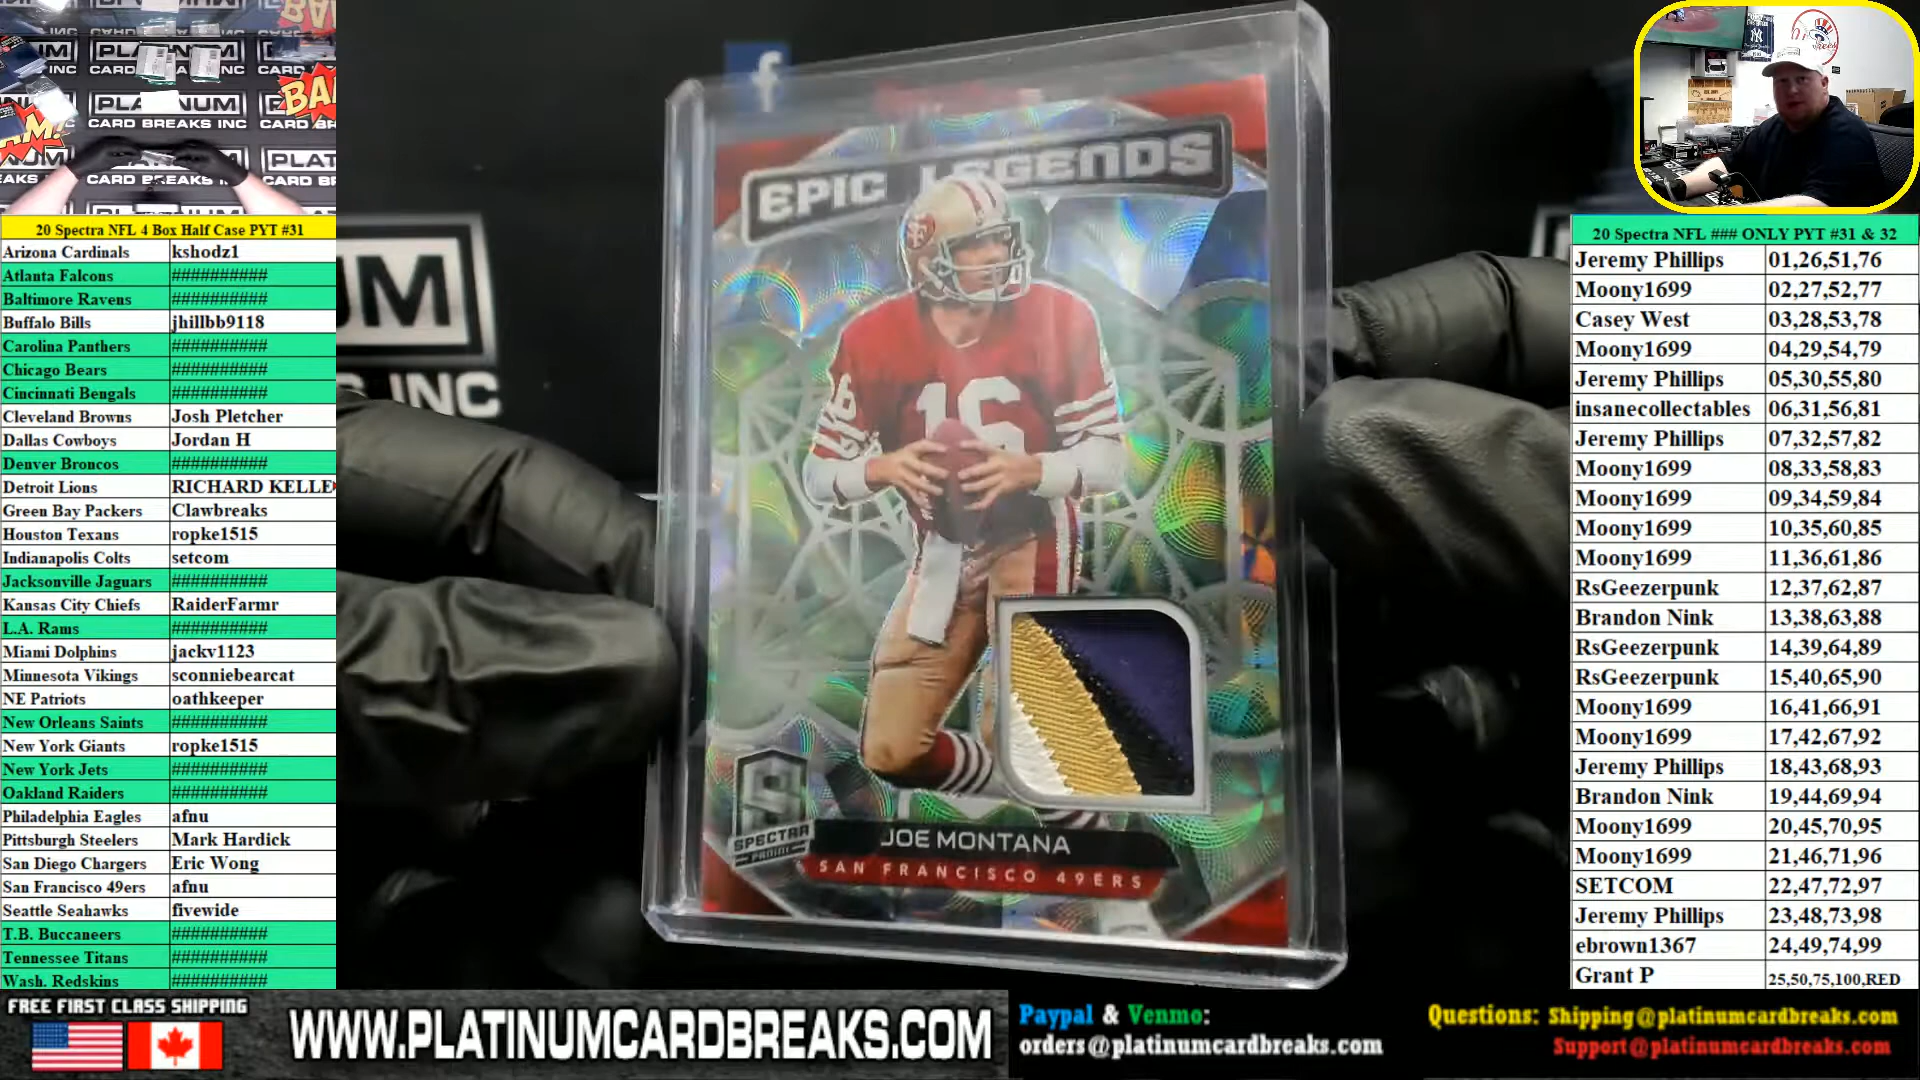 PLATINUM
CARD BREAKS INC
20 Spectra NFL 4 Box Half Case PYT #31
Arizona Cardinals kshodz1
Atlanta Falcons ##########
Baltimore Ravens ##########
Buffalo Bills jhillbb9118
Carolina Panthers ##########
Chicago Bears ##########
Cincinnati Bengals ##########
Cleveland Browns Josh Pletcher
Dallas Cowboys Jordan H
Denver Broncos ##########
Detroit Lions RICHARD KELLE
Green Bay Packers Clawbreaks
Houston Texans ropke1515
Indianapolis Colts setcom
Jacksonville Jaguars ##########
Kansas City Chiefs RaiderFarmr
L.A. Rams ##########
Miami Dolphins jackv1123
Minnesota Vikings sconniebearcat
NE Patriots oathkeeper
New Orleans Saints ##########
New York Giants ropke1515
New York Jets ##########
Oakland Raiders ##########
Philadelphia Eagles afnu
Pittsburgh Steelers Mark Hardick
San Diego Chargers Eric Wong
San Francisco 49ers afnu
Seattle Seahawks fivewide
T.B. Buccaneers ##########
Tennessee Titans ##########
Wash. Redskins ##########
f
EPIC LEGENDS
16
SPECTRA
PANINI
JOE MONTANA
SAN FRANCISCO 49ERS
UM
INC
20 Spectra NFL ### ONLY PYT #31 & 32
Jeremy Phillips 01,26,51,76
Moony1699 02,27,52,77
Casey West 03,28,53,78
Moony1699 04,29,54,79
Jeremy Phillips 05,30,55,80
insanecollectables 06,31,56,81
Jeremy Phillips 07,32,57,82
Moony1699 08,33,58,83
Moony1699 09,34,59,84
Moony1699 10,35,60,85
Moony1699 11,36,61,86
RsGeezerpunk 12,37,62,87
Brandon Nink 13,38,63,88
RsGeezerpunk 14,39,64,89
RsGeezerpunk 15,40,65,90
Moony1699 16,41,66,91
Moony1699 17,42,67,92
Jeremy Phillips 18,43,68,93
Brandon Nink 19,44,69,94
Moony1699 20,45,70,95
Moony1699 21,46,71,96
SETCOM 22,47,72,97
Jeremy Phillips 23,48,73,98
ebrown1367 24,49,74,99
Grant P 25,50,75,100,RED
FREE FIRST CLASS SHIPPING
WWW.PLATINUMCARDBREAKS.COM
Paypal & Venmo:
orders@platinumcardbreaks.com
Questions: Shipping@platinumcardbreaks.com
Support@platinumcardbreaks.com